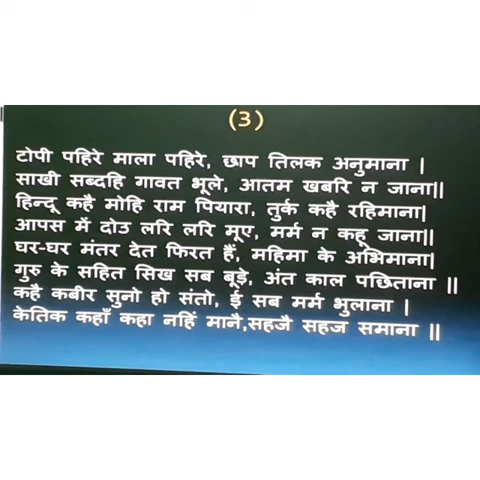 (3)
टोपी पहिरे माला पहिरे, छाप तिलक अनुमाना |
साखी सब्दहि गावत भूले, आतम खबरि न जाना||
हिन्दू कहै मोहि राम पियारा, तुर्क कहै रहिमाना|
आपस में दोउ लरि लरि मूए, मर्म न कहू जाना||
घर-घर मंतर देत फिरत हैं, महिमा के अभिमाना|
गुरु के सहित सिख सब बूड़े, अंत काल पछिताना ||
कहै कबीर सुनो हो संतो, ई सब मर्म भुलाना |
केतिक कहाँ कहा नहिं मानै,सहजै सहज समाना ||